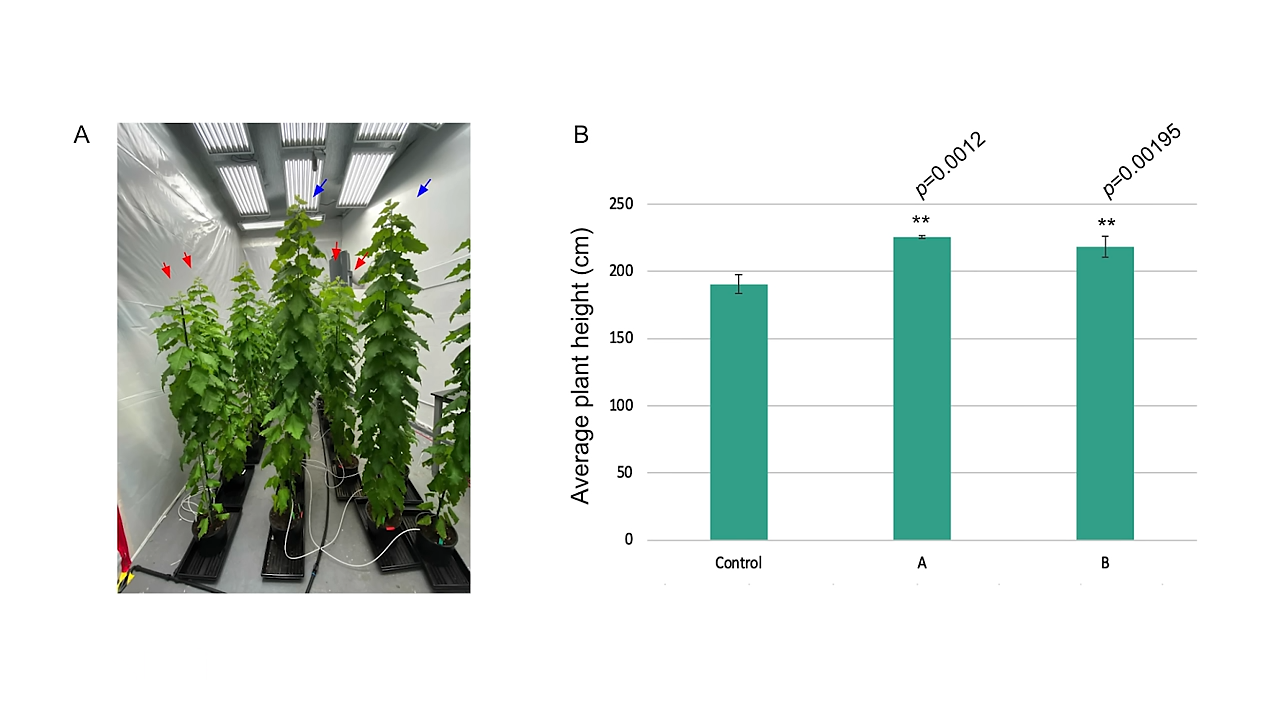 A
B
p=0.0012
p=0.00195
**
**
Average plant height (cm)
250
200
150
100
50
0
Control
A
B